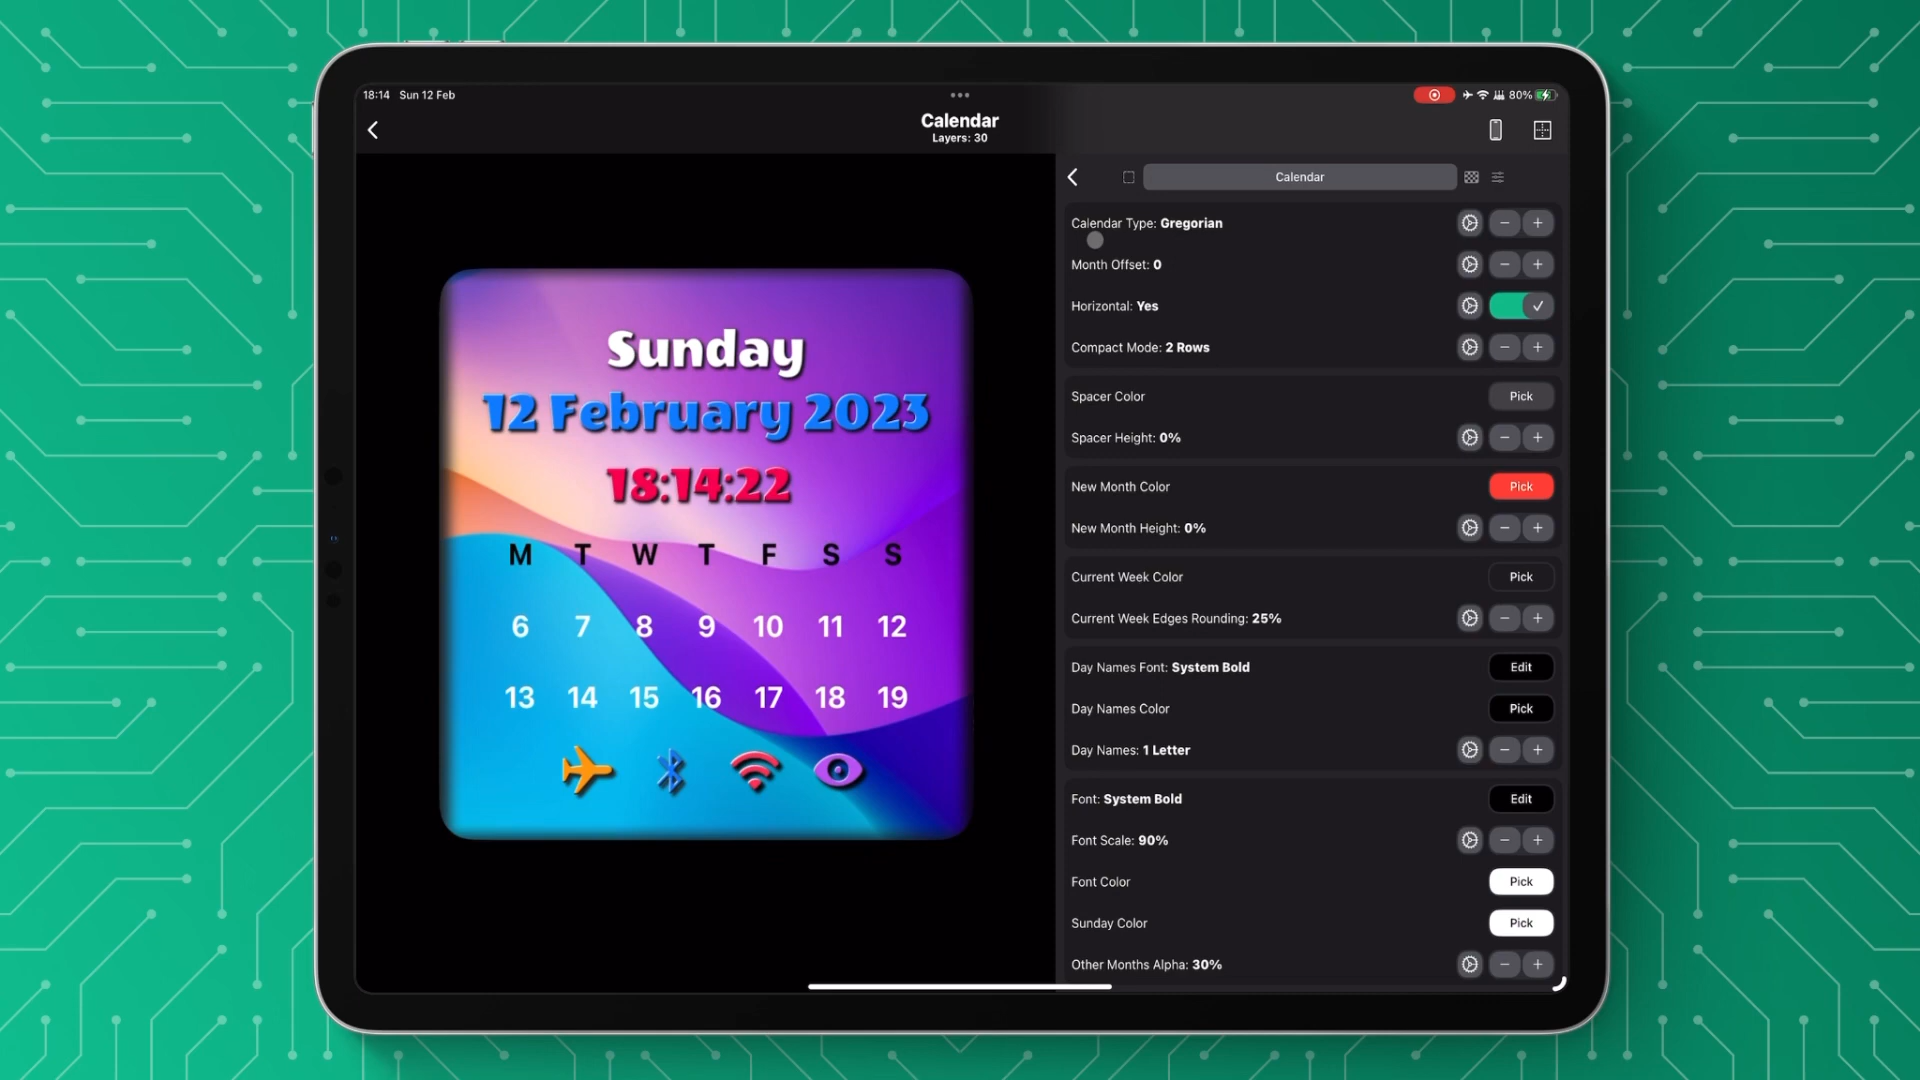 18:14 Sun 12 Feb
80%
Calendar
Layers: 30
Calendar
Sunday
12 February 2023
18:14:22
M T W T F S S
6 7 8 9 10 11 12
13 14 15 16 17 18 19
Calendar Type: Gregorian
Month Offset: 0
Horizontal: Yes
Compact Mode: 2 Rows
Spacer Color Pick
Spacer Height: 0%
New Month Color Pick
New Month Height: 0%
Current Week Color Pick
Current Week Edges Rounding: 25%
Day Names Font: System Bold Edit
Day Names Color Pick
Day Names: 1 Letter
Font: System Bold Edit
Font Scale: 90%
Font Color Pick
Sunday Color Pick
Other Months Alpha: 30%